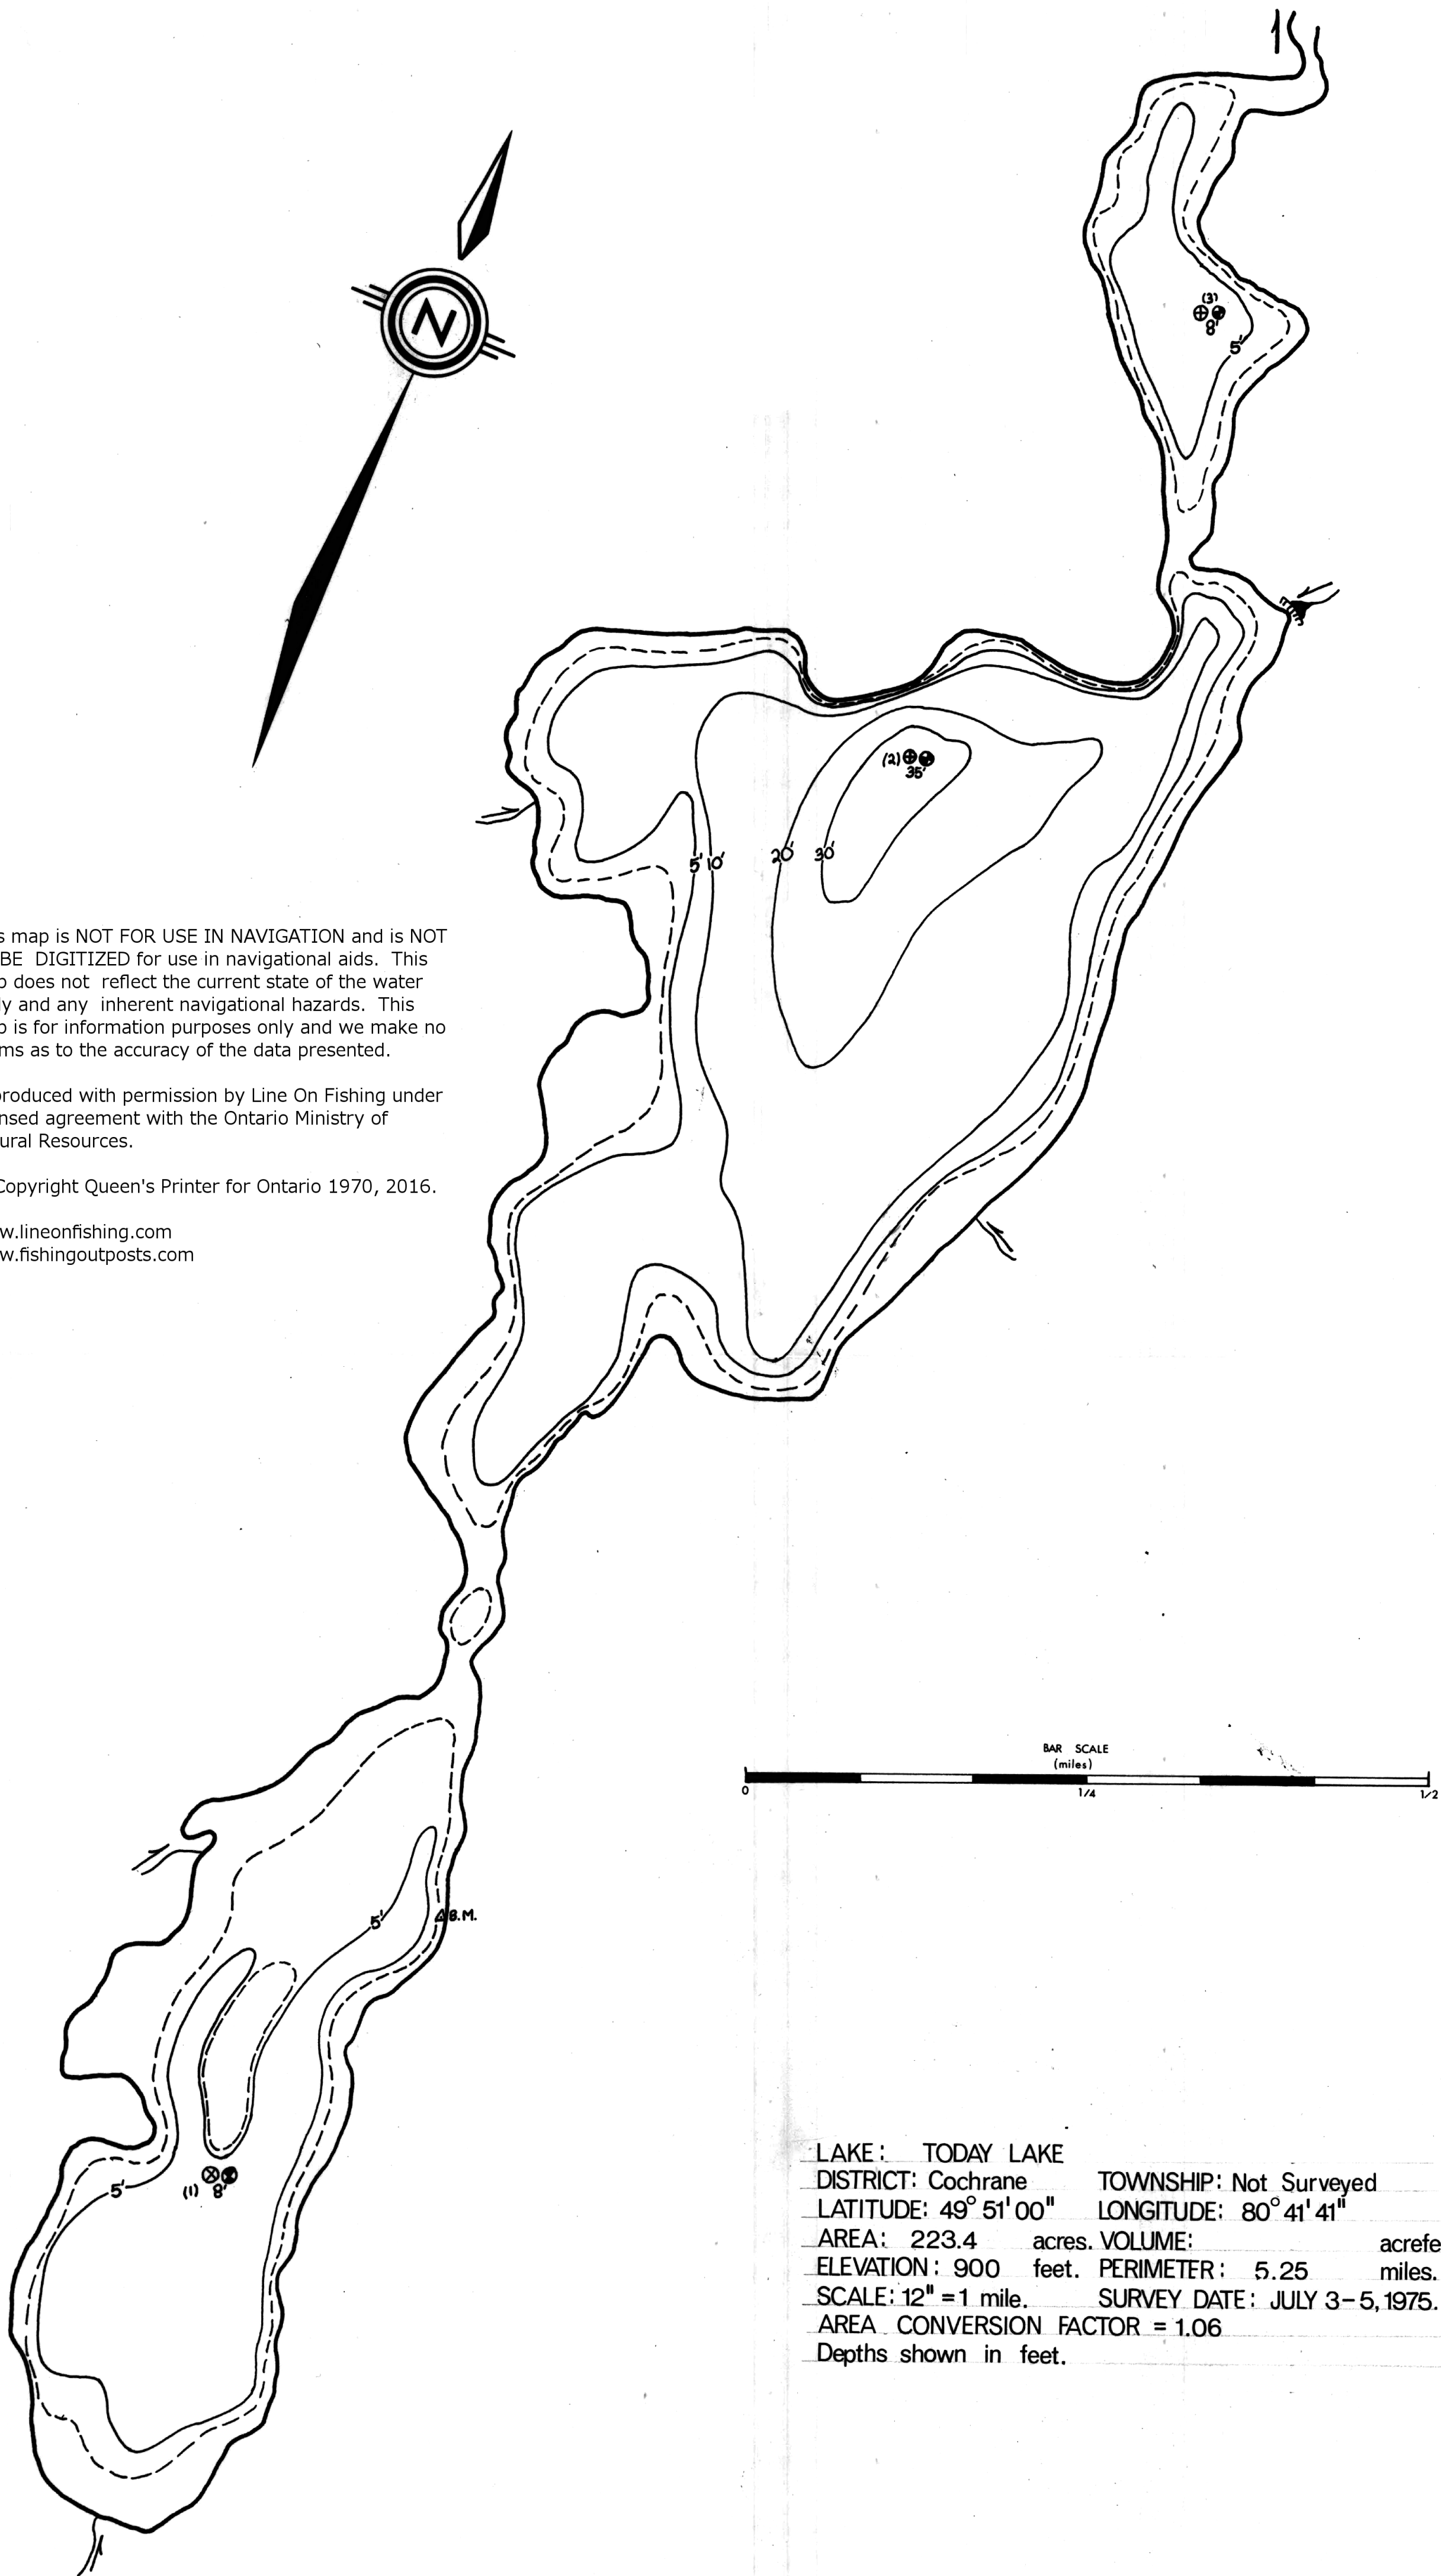 N
(3)
8'
5'
(2)
35'
5' 10' 20' 30'
s map is NOT FOR USE IN NAVIGATION and is NOT
BE DIGITIZED for use in navigational aids. This
p does not reflect the current state of the water
ly and any inherent navigational hazards. This
p is for information purposes only and we make no
ms as to the accuracy of the data presented.
produced with permission by Line On Fishing under
nsed agreement with the Ontario Ministry of
ural Resources.
Copyright Queen's Printer for Ontario 1970, 2016.
w.lineonfishing.com
w.fishingoutposts.com
BAR SCALE
(miles)
0 1/4 1/2
5'
B.M.
5'
(1) 8'
LAKE: TODAY LAKE
DISTRICT: Cochrane TOWNSHIP: Not Surveyed
LATITUDE: 49° 51' 00" LONGITUDE: 80° 41' 41"
AREA: 223.4 acres. VOLUME: acrefe
ELEVATION: 900 feet. PERIMETER: 5.25 miles.
SCALE: 12" = 1 mile. SURVEY DATE: JULY 3-5, 1975.
AREA CONVERSION FACTOR = 1.06
Depths shown in feet.